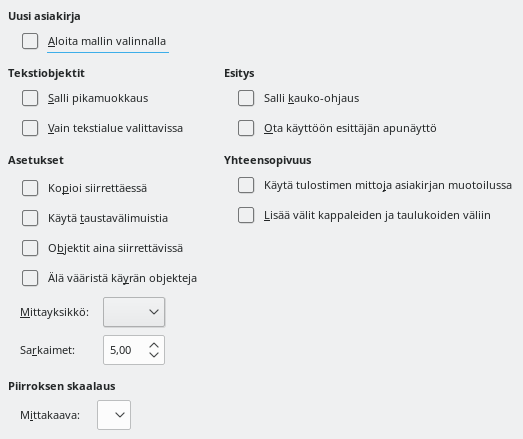 Uusi asiakirja
Aloita mallin valinnalla
Tekstiobjektit
Salli pikamuokkaus
Vain tekstialue valittavissa
Esitys
Salli kauko-ohjaus
Ota käyttöön esittäjän apunäyttö
Asetukset
Kopioi siirrettäessä
Käytä taustavälimuistia
Objektit aina siirrettävissä
Älä vääristä käyrän objekteja
Yhteensopivuus
Käytä tulostimen mittoja asiakirjan muotoilussa
Lisää välit kappaleiden ja taulukoiden väliin
Mittayksikkö:
Sarkaimet: 5,00
Piirroksen skaalaus
Mittakaava: